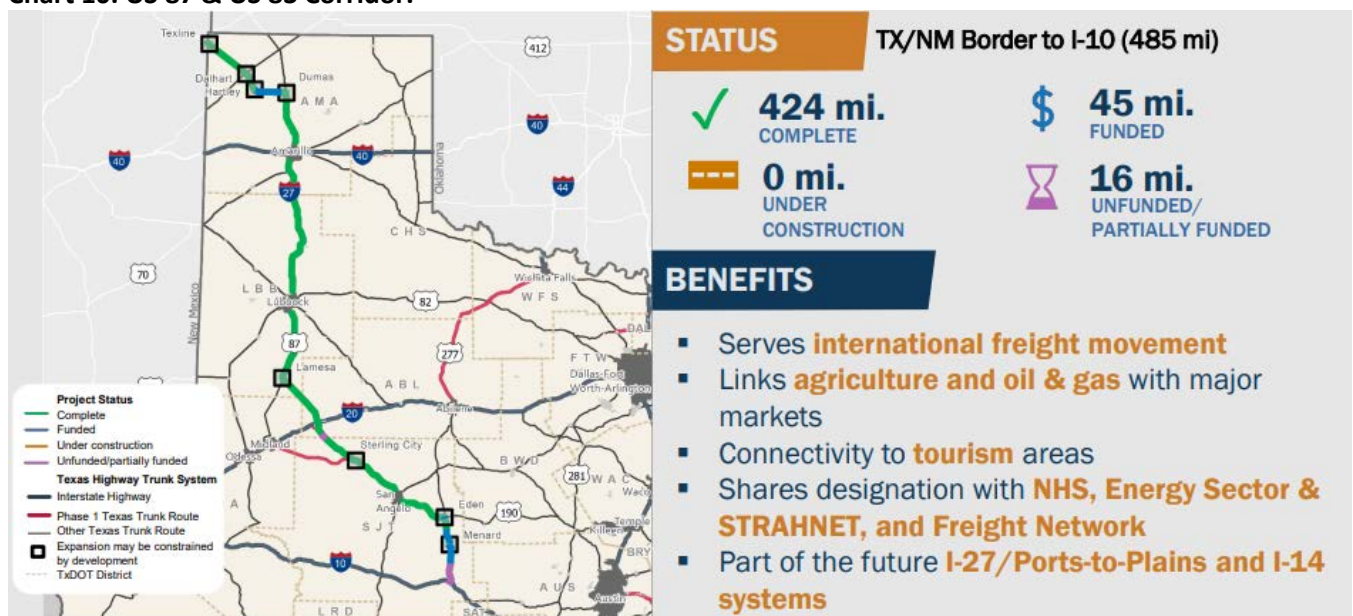 Texline
Dalhart
Hartley
Dumas
AMA
412
40
40
40
Amarillo
Oklahoma
44
27
CHS
70
New Mexico
LBB
Lubbock
Wichita Falls
WFS
82
DAL
87
277
FTW
Lamesa
ABL
Dallas-Fort
Worth-Arlington
20
Abilene
Midland
Odessa
Sterling City
BWD
281
WAC
Waco
San
Angelo
Eden
190
Temple
Killeen
A
SJT
Menard
BRY
10
AUS
Austin
LRD
SAT
Project Status
Complete
Funded
Under construction
Unfunded/partially funded
Texas Highway Trunk System
Interstate Highway
Phase 1 Texas Trunk Route
Other Texas Trunk Route
Expansion may be constrained
by development
TxDOT District
STATUS
TX/NM Border to I-10 (485 mi)
424 mi.
COMPLETE
$
45 mi.
FUNDED
0 mi.
UNDER
CONSTRUCTION
16 mi.
UNFUNDED/
PARTIALLY FUNDED
BENEFITS
▪ Serves international freight movement
▪ Links agriculture and oil & gas with major
markets
▪ Connectivity to tourism areas
▪ Shares designation with NHS, Energy Sector &
STRAHNET, and Freight Network
▪ Part of the future I-27/Ports-to-Plains and I-14
systems